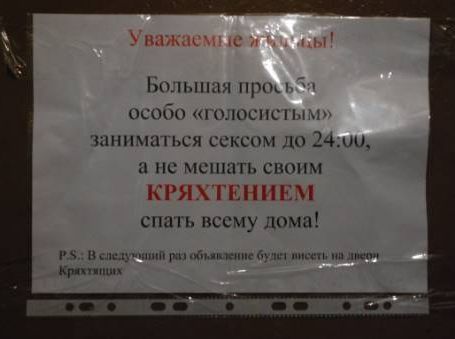 Уважаемые жильцы!
Большая просьба
особо «голосистым»
заниматься сексом до 24:00,
а не мешать своим
КРЯХТЕНИЕМ
спать всему дома!
P.S.: В следующий раз объявление будет висеть на двери
Кряхтящих